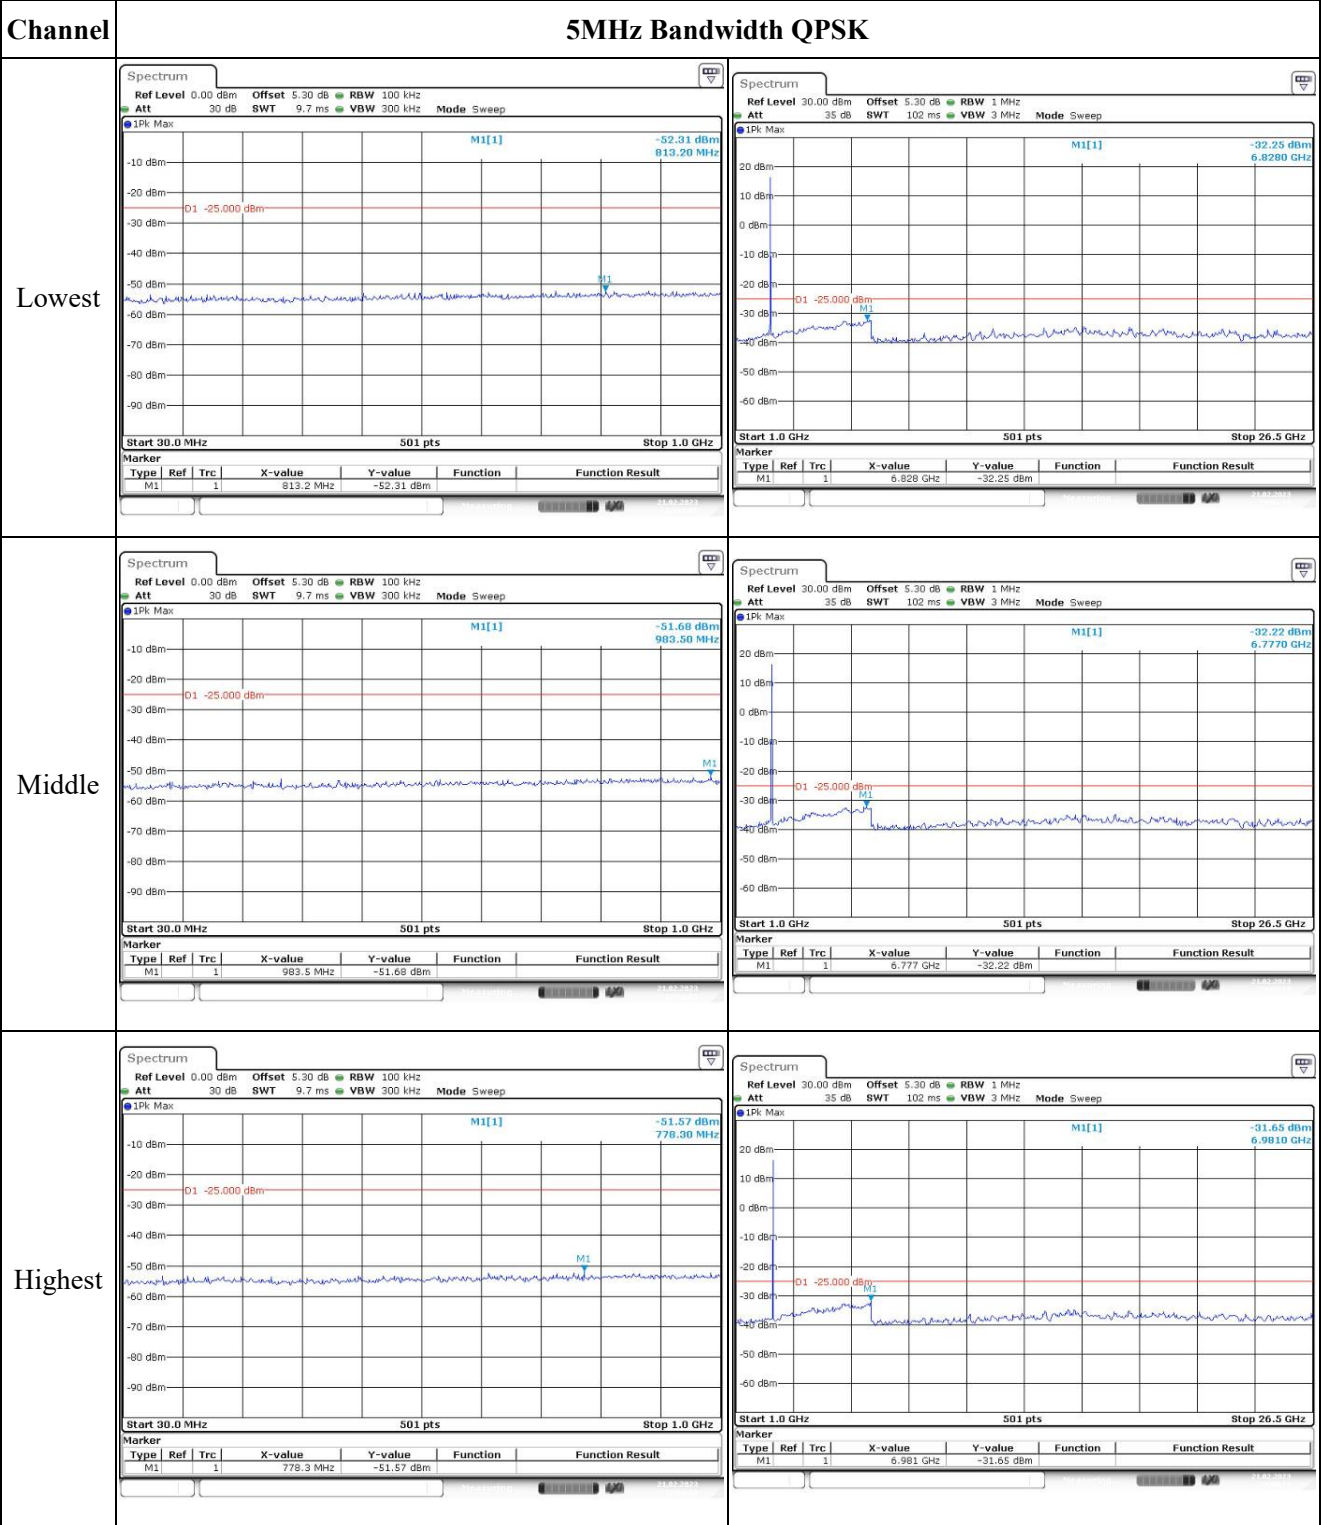 Channel 5MHz Bandwidth QPSK
Lowest
Spectrum
Ref Level 0.00 dBm Offset 5.30 dB RBW 100 kHz
Att 30 dB SWT 9.7 ms VBW 300 kHz Mode Sweep
1Pk Max
M1[1] -52.31 dBm
813.20 MHz
-10 dBm
-20 dBm
D1 -25.000 dBm
-30 dBm
-40 dBm
M1
-50 dBm
-60 dBm
-70 dBm
-80 dBm
-90 dBm
Start 30.0 MHz 501 pts Stop 1.0 GHz
Marker
Type Ref Trc X-value Y-value Function Function Result
M1 1 813.2 MHz -52.31 dBm
Spectrum
Ref Level 30.00 dBm Offset 5.30 dB RBW 1 MHz
Att 35 dB SWT 102 ms VBW 3 MHz Mode Sweep
1Pk Max
M1[1] -32.25 dBm
6.8280 GHz
20 dBm
10 dBm
0 dBm
-10 dBm
-20 dBm
D1 -25.000 dBm
M1
-30 dBm
-40 dBm
-50 dBm
-60 dBm
Start 1.0 GHz 501 pts Stop 26.5 GHz
Marker
Type Ref Trc X-value Y-value Function Function Result
M1 1 6.828 GHz -32.25 dBm
Middle
Spectrum
Ref Level 0.00 dBm Offset 5.30 dB RBW 100 kHz
Att 30 dB SWT 9.7 ms VBW 300 kHz Mode Sweep
1Pk Max
M1[1] -51.68 dBm
983.50 MHz
-10 dBm
-20 dBm
D1 -25.000 dBm
-30 dBm
-40 dBm
M1
-50 dBm
-60 dBm
-70 dBm
-80 dBm
-90 dBm
Start 30.0 MHz 501 pts Stop 1.0 GHz
Marker
Type Ref Trc X-value Y-value Function Function Result
M1 1 983.5 MHz -51.68 dBm
21.02.2023
Spectrum
Ref Level 30.00 dBm Offset 5.30 dB RBW 1 MHz
Att 35 dB SWT 102 ms VBW 3 MHz Mode Sweep
1Pk Max
M1[1] -32.22 dBm
6.7770 GHz
20 dBm
10 dBm
0 dBm
-10 dBm
-20 dBm
D1 -25.000 dBm
M1
-30 dBm
-40 dBm
-50 dBm
-60 dBm
Start 1.0 GHz 501 pts Stop 26.5 GHz
Marker
Type Ref Trc X-value Y-value Function Function Result
M1 1 6.777 GHz -32.22 dBm
Highest
Spectrum
Ref Level 0.00 dBm Offset 5.30 dB RBW 100 kHz
Att 30 dB SWT 9.7 ms VBW 300 kHz Mode Sweep
1Pk Max
M1[1] -51.57 dBm
778.30 MHz
-10 dBm
-20 dBm
D1 -25.000 dBm
-30 dBm
-40 dBm
M1
-50 dBm
-60 dBm
-70 dBm
-80 dBm
-90 dBm
Start 30.0 MHz 501 pts Stop 1.0 GHz
Marker
Type Ref Trc X-value Y-value Function Function Result
M1 1 778.3 MHz -51.57 dBm
Spectrum
Ref Level 30.00 dBm Offset 5.30 dB RBW 1 MHz
Att 35 dB SWT 102 ms VBW 3 MHz Mode Sweep
1Pk Max
M1[1] -31.65 dBm
6.9810 GHz
20 dBm
10 dBm
0 dBm
-10 dBm
-20 dBm
D1 -25.000 dBm
M1
-30 dBm
-40 dBm
-50 dBm
-60 dBm
Start 1.0 GHz 501 pts Stop 26.5 GHz
Marker
Type Ref Trc X-value Y-value Function Function Result
M1 1 6.981 GHz -31.65 dBm